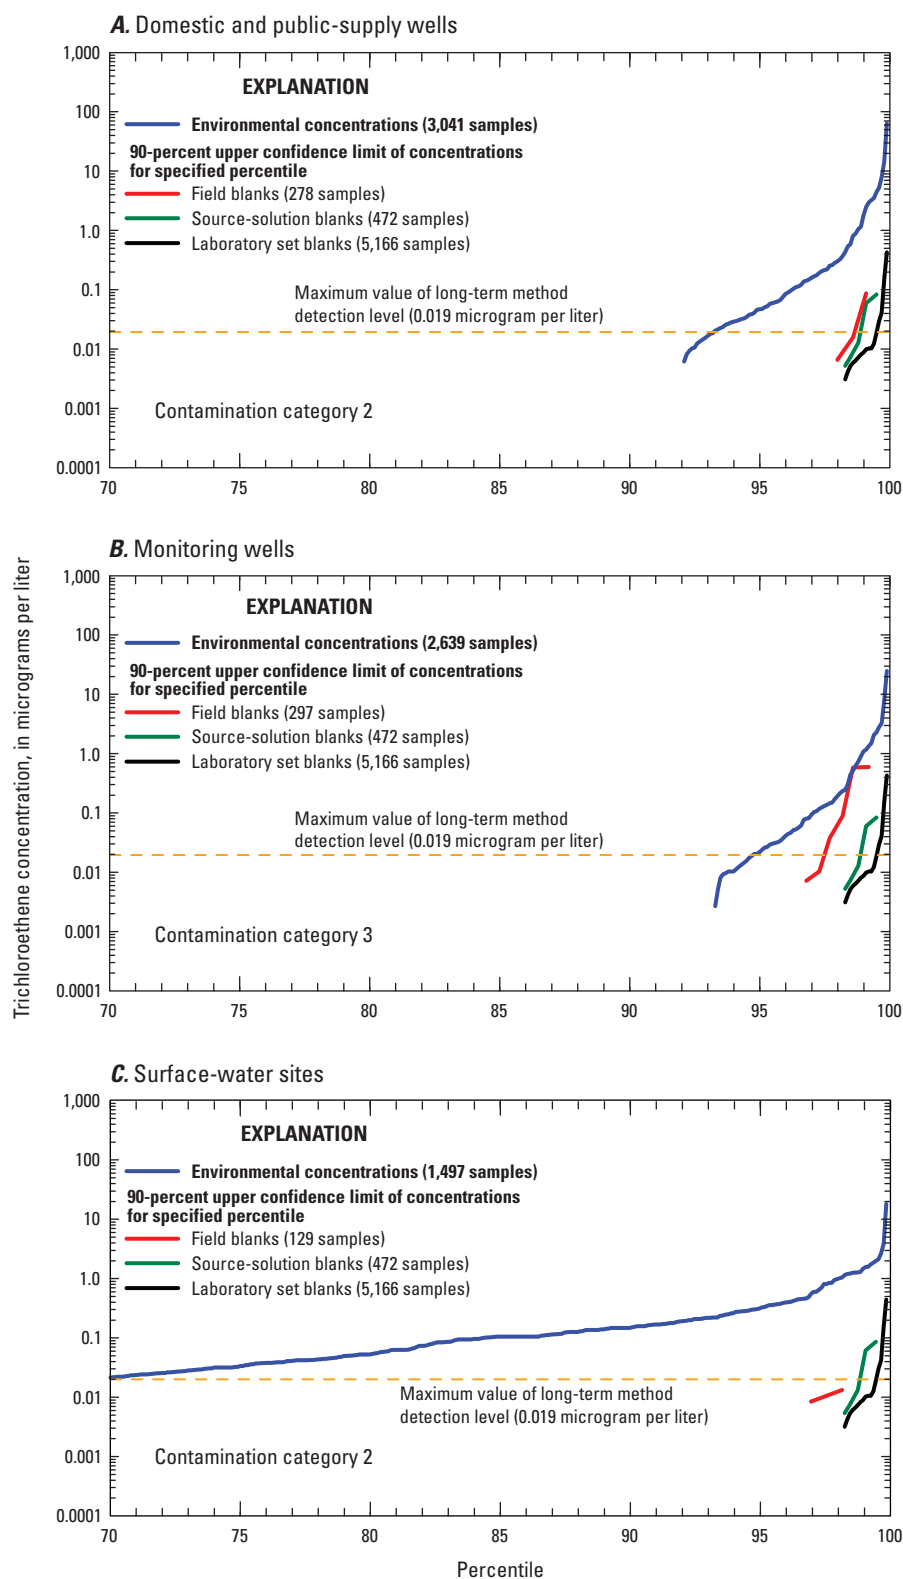 A. Domestic and public-supply wells
1,000
100
10
1.0
0.1
0.01
0.001
0.0001
EXPLANATION
Environmental concentrations (3,041 samples)
90-percent upper confidence limit of concentrations
for specified percentile
Field blanks (278 samples)
Source-solution blanks (472 samples)
Laboratory set blanks (5,166 samples)
Maximum value of long-term method
detection level (0.019 microgram per liter)
Contamination category 2
70 75 80 85 90 95 100
B. Monitoring wells
1,000
100
10
1.0
0.1
0.01
0.001
0.0001
EXPLANATION
Environmental concentrations (2,639 samples)
90-percent upper confidence limit of concentrations
for specified percentile
Field blanks (297 samples)
Source-solution blanks (472 samples)
Laboratory set blanks (5,166 samples)
Maximum value of long-term method
detection level (0.019 microgram per liter)
Contamination category 3
70 75 80 85 90 95 100
Trichloroethene concentration, in micrograms per liter
C. Surface-water sites
1,000
100
10
1.0
0.1
0.01
0.001
0.0001
EXPLANATION
Environmental concentrations (1,497 samples)
90-percent upper confidence limit of concentrations
for specified percentile
Field blanks (129 samples)
Source-solution blanks (472 samples)
Laboratory set blanks (5,166 samples)
Maximum value of long-term method
detection level (0.019 microgram per liter)
Contamination category 2
70 75 80 85 90 95 100
Percentile